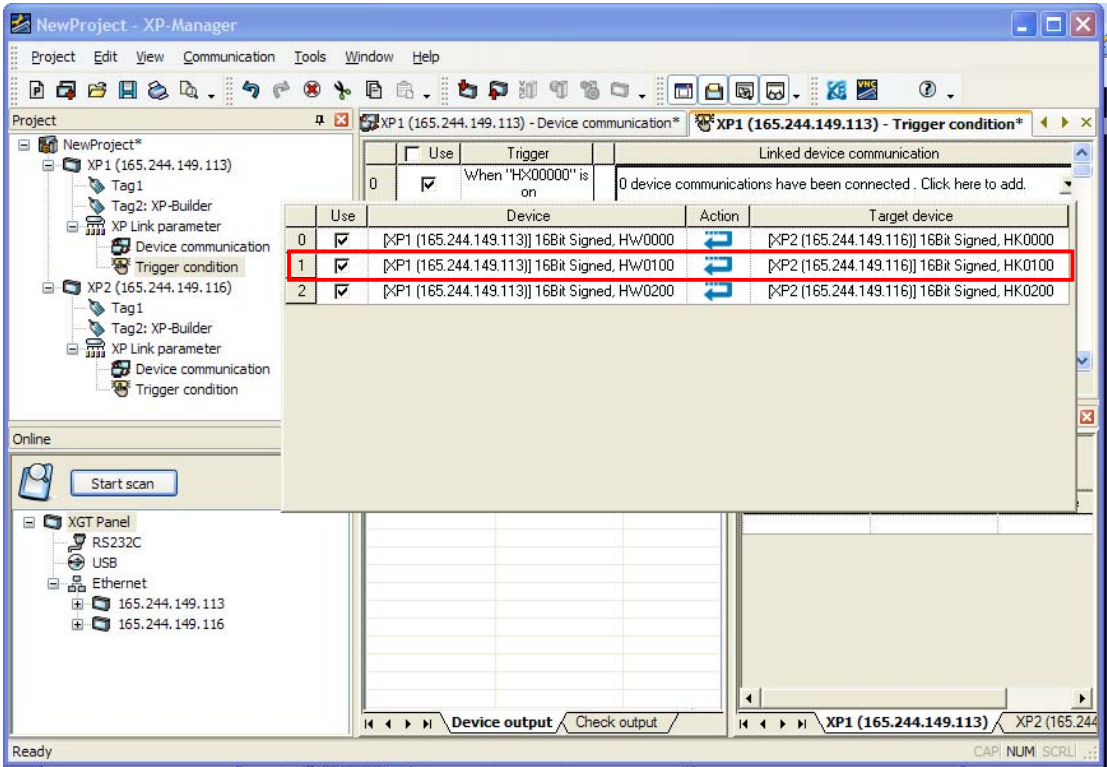 NewProject - XP-Manager
Project Edit View Communication Tools Window Help
Project
NewProject*
XP1 (165.244.149.113)
Tag1
Tag2: XP-Builder
XP Link parameter
Device communication
Trigger condition
XP2 (165.244.149.116)
Tag1
Tag2: XP-Builder
XP Link parameter
Device communication
Trigger condition
XP1 (165.244.149.113) - Device communication* XP1 (165.244.149.113) - Trigger condition*
Use Trigger Linked device communication
0 When "HX00000" is on 0 device communications have been connected . Click here to add.
Use Device Action Target device
0 [XP1 (165.244.149.113)] 16Bit Signed, HW0000 [XP2 (165.244.149.116)] 16Bit Signed, HK0000
1 [XP1 (165.244.149.113)] 16Bit Signed, HW0100 [XP2 (165.244.149.116)] 16Bit Signed, HK0100
2 [XP1 (165.244.149.113)] 16Bit Signed, HW0200 [XP2 (165.244.149.116)] 16Bit Signed, HK0200
Online
Start scan
XGT Panel
RS232C
USB
Ethernet
165.244.149.113
165.244.149.116
Device output Check output
XP1 (165.244.149.113) XP2 (165.244
Ready CAP NUM SCRL